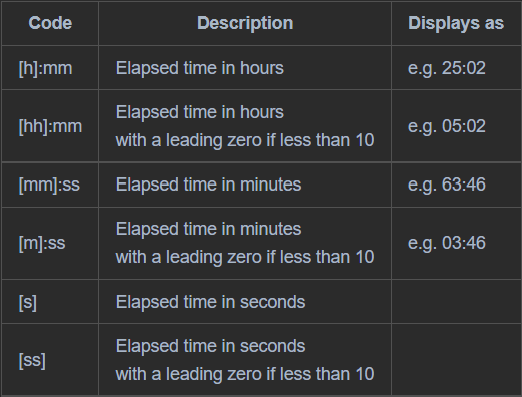 Code Description Displays as
[h]:mm Elapsed time in hours e.g. 25:02
[hh]:mm Elapsed time in hours
with a leading zero if less than 10 e.g. 05:02
[mm]:ss Elapsed time in minutes e.g. 63:46
[m]:ss Elapsed time in minutes
with a leading zero if less than 10 e.g. 03:46
[s] Elapsed time in seconds
[ss] Elapsed time in seconds
with a leading zero if less than 10